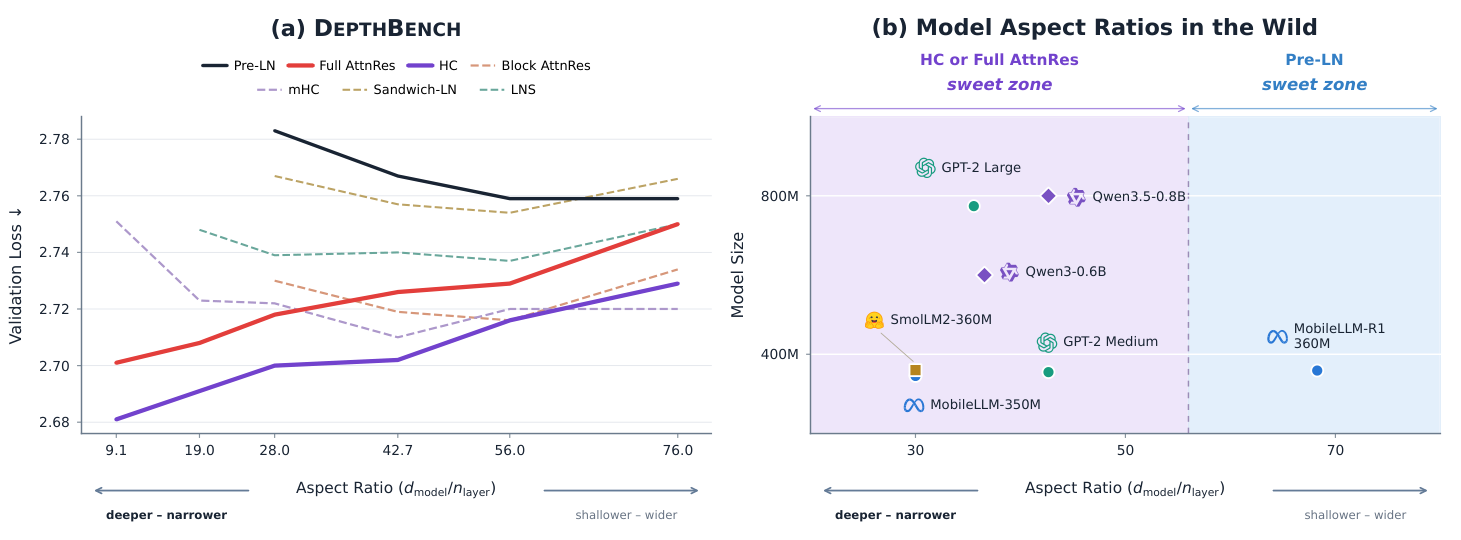 (a) DEPTHBENCH
Pre-LN Full AttnRes HC Block AttnRes
mHC Sandwich-LN LNS
Validation Loss ↓
2.78
2.76
2.74
2.72
2.70
2.68
9.1 19.0 28.0 42.7 56.0 76.0
Aspect Ratio (d_model/n_layer)
deeper – narrower shallower – wider
(b) Model Aspect Ratios in the Wild
HC or Full AttnRes
sweet zone
Pre-LN
sweet zone
Model Size
800M
400M
GPT-2 Large
Qwen3.5-0.8B
Qwen3-0.6B
SmolLM2-360M
GPT-2 Medium
MobileLLM-R1
360M
MobileLLM-350M
30 50 70
Aspect Ratio (d_model/n_layer)
deeper – narrower shallower – wider